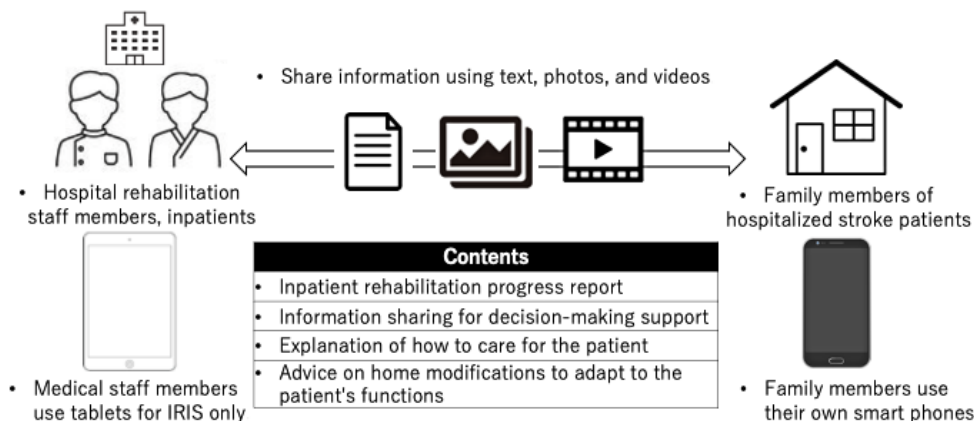 • Share information using text, photos, and videos
• Hospital rehabilitation
staff members, inpatients
• Family members of
hospitalized stroke patients
Contents
• Inpatient rehabilitation progress report
• Information sharing for decision-making support
• Explanation of how to care for the patient
• Advice on home modifications to adapt to the
patient's functions
• Medical staff members
use tablets for IRIS only
• Family members use
their own smart phones